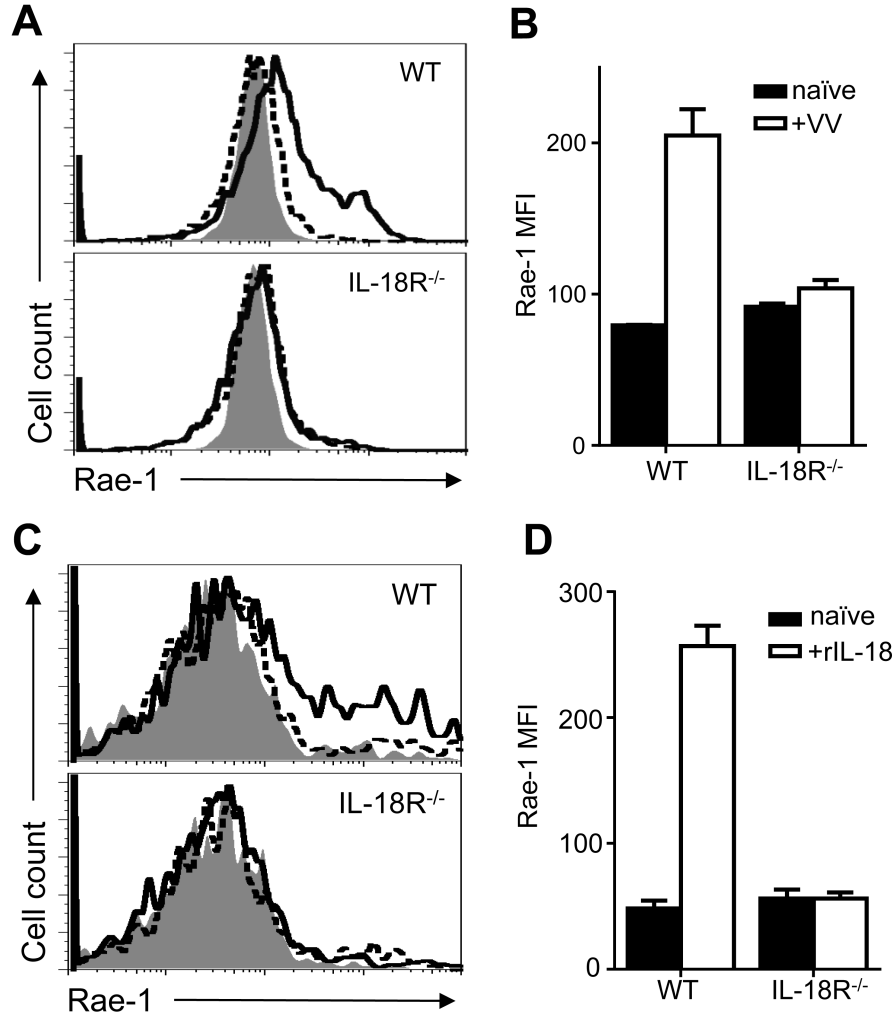 A
WT
IL-18R-/-
Cell count
Rae-1
B
naïve
+VV
200
100
0
Rae-1 MFI
WT
IL-18R-/-
C
WT
IL-18R-/-
Cell count
Rae-1
D
300
naïve
+rIL-18
200
100
0
Rae-1 MFI
WT
IL-18R-/-